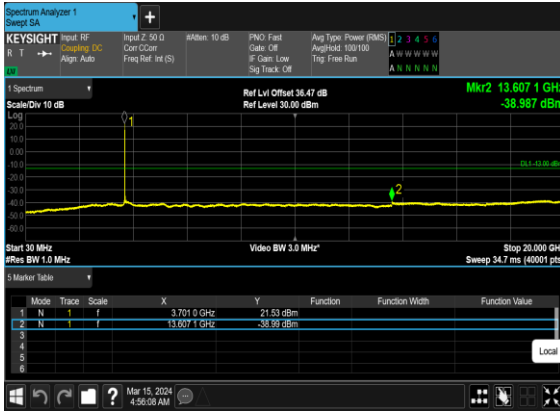 Spectrum Analyzer 1
Swept SA
+
KEYSIGHT Input: RF Input Z: 50 Ω #Atten: 10 dB PNO: Fast Avg Type: Power (RMS) 1 2 3 4 5 6
R T Coupling: DC Corr CCorr Gate: Off Avg|Hold: 100/100 A W W W W W
Align: Auto Freq Ref: Int (S) IF Gain: Low Trig: Free Run
Sig Track: Off A N N N N N
1 Spectrum Ref Lvl Offset 36.47 dB Mkr2 13.607 1 GHz
Scale/Div 10 dB Ref Level 30.00 dBm -38.987 dBm
Log
20.0
10.0
0.00
-10.0
-20.0
-30.0
-40.0
-50.0
-60.0
1
DL1 -13.00 dBm
2
Start 30 MHz Video BW 3.0 MHz* Stop 20.000 GH
#Res BW 1.0 MHz Sweep 34.7 ms (40001 pts
5 Marker Table
Mode Trace Scale X Y Function Function Width Function Value
1 N 1 f 3.701 0 GHz 21.53 dBm
2 N 1 f 13.607 1 GHz -38.99 dBm
3
4
5
6
Local
? Mar 15, 2024
4:56:08 AM